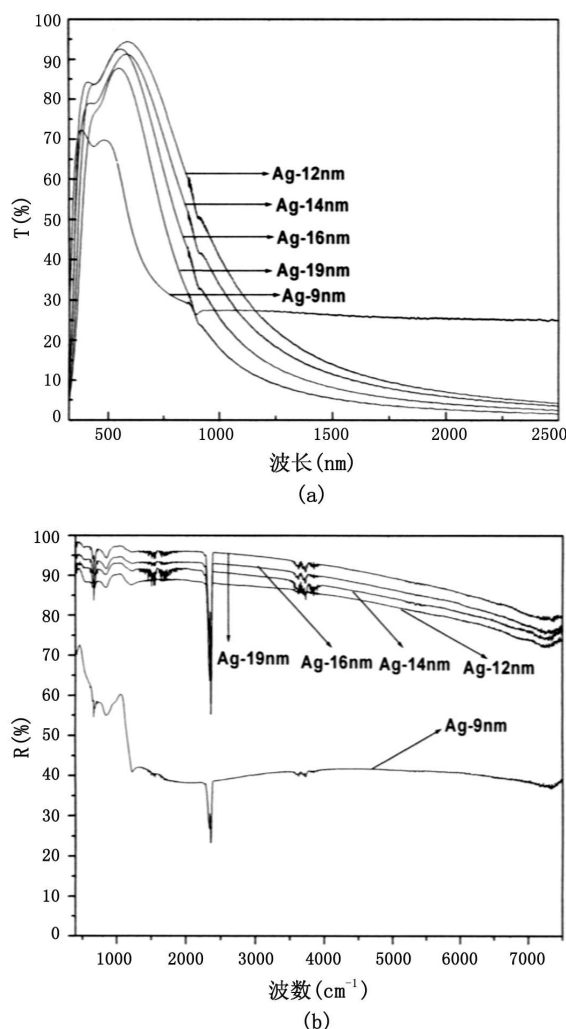 100
90
80
70
60
50
40
30
20
10
0
T(%)
Ag-12nm
Ag-14nm
Ag-16nm
Ag-19nm
Ag-9nm
500
1000
1500
2000
2500
波长(nm)
(a)
100
90
80
70
60
50
40
30
20
10
0
R(%)
Ag-19nm
Ag-16nm
Ag-14nm
Ag-12nm
Ag-9nm
1000
2000
3000
4000
5000
6000
7000
波数(cm⁻¹)
(b)